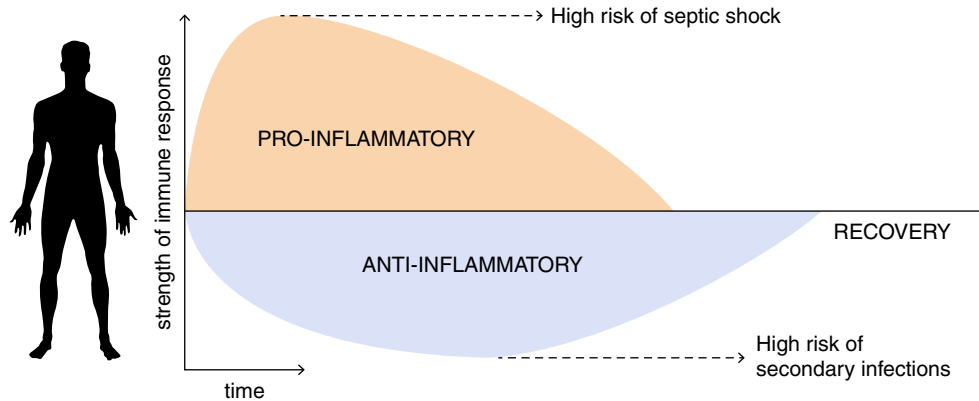 High risk of septic shock
strength of immune response
PRO-INFLAMMATORY
RECOVERY
ANTI-INFLAMMATORY
High risk of
secondary infections
time